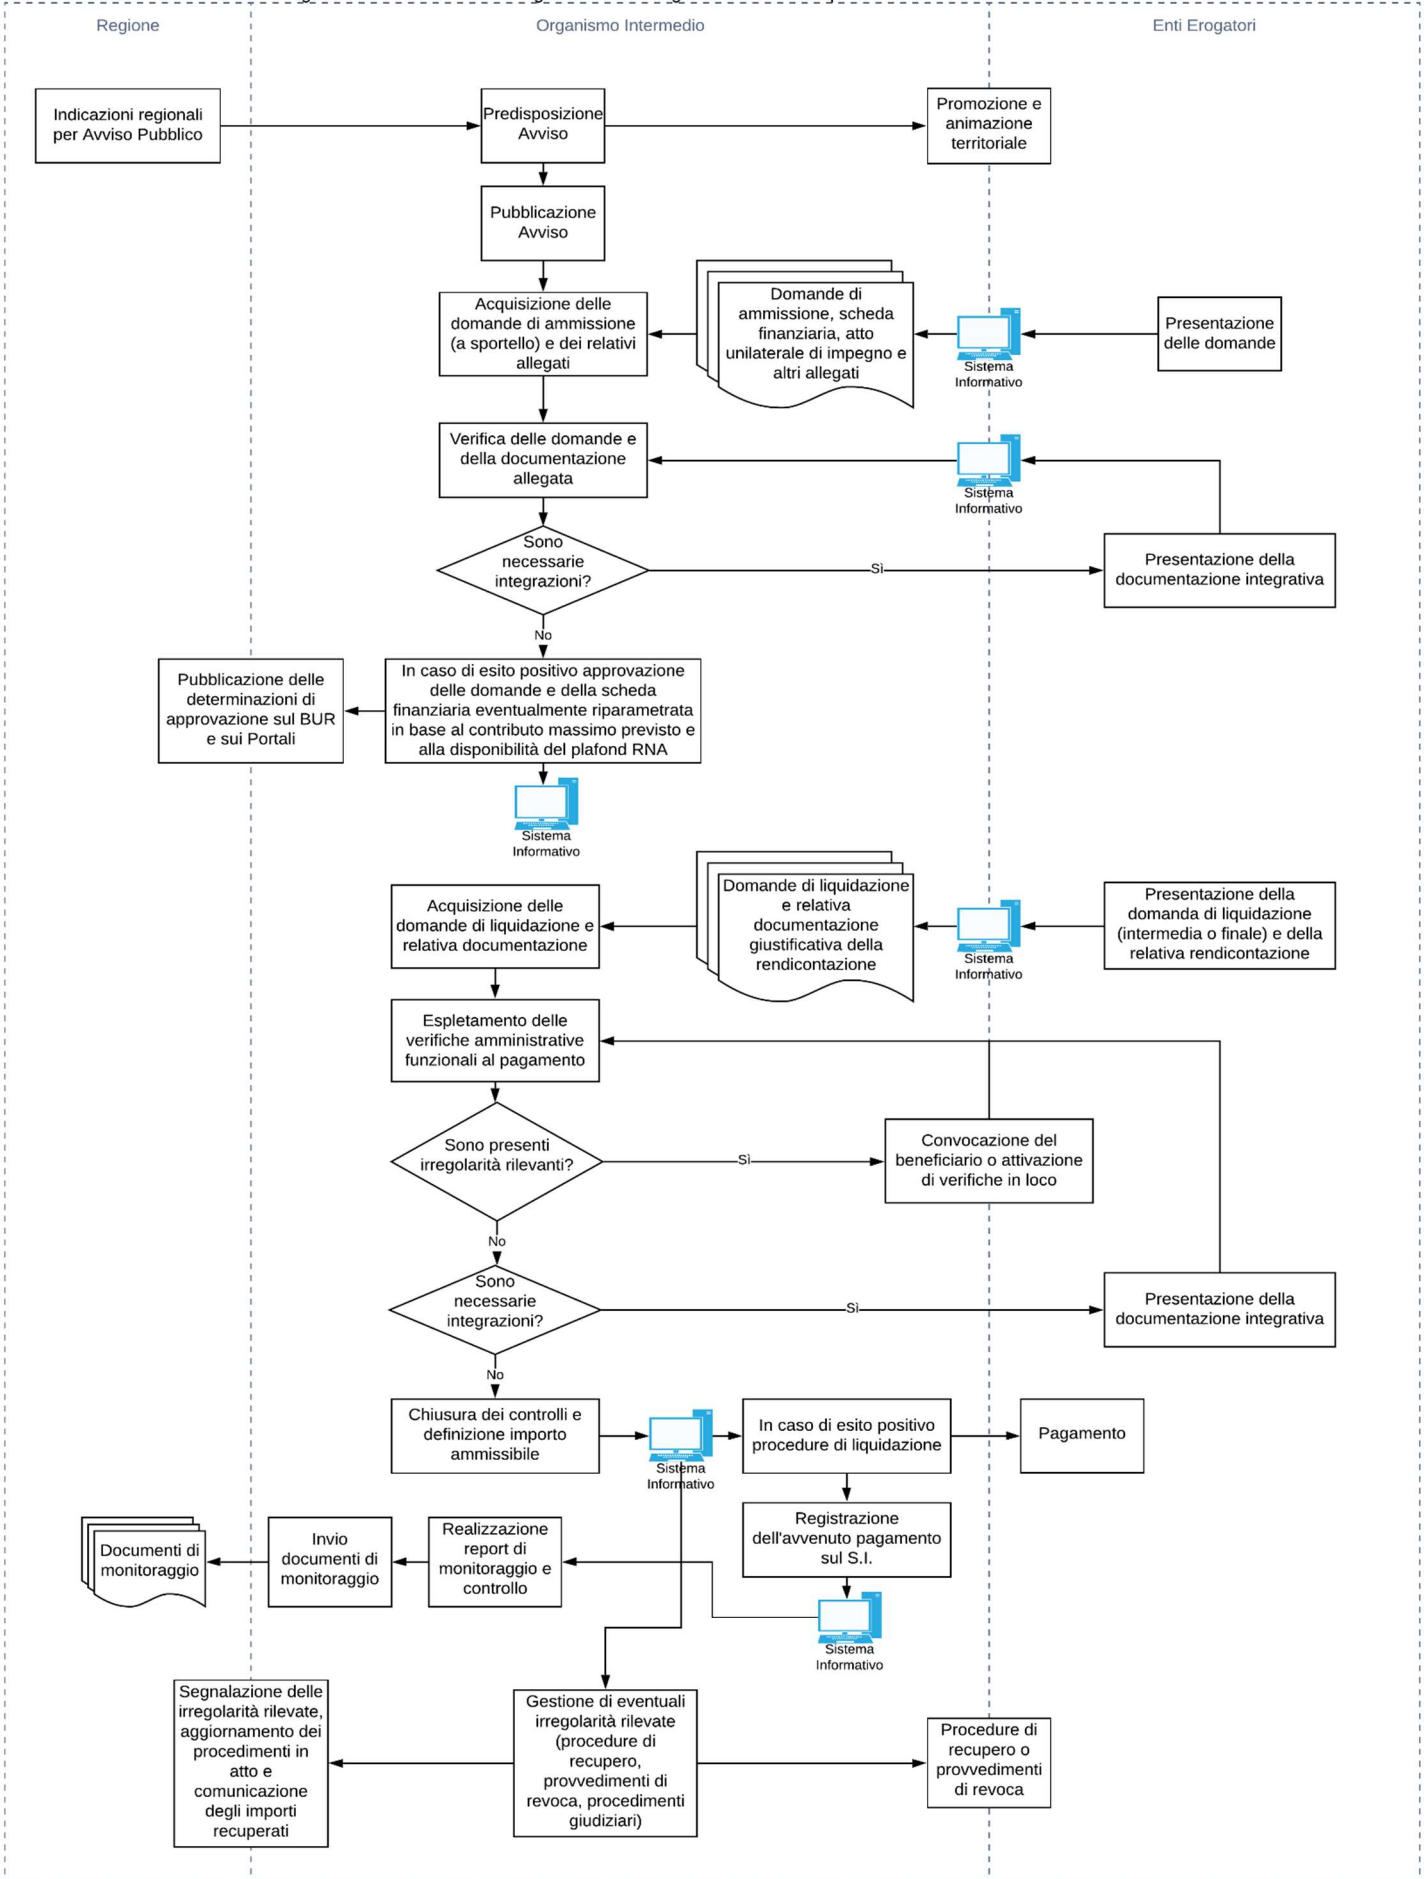 Regione
Organismo Intermedio
Enti Erogatori
Indicazioni regionali
per Avviso Pubblico
Predisposizione
Avviso
Promozione e
animazione
territoriale
Pubblicazione
Avviso
Acquisizione delle
domande di ammissione
(a sportello) e dei relativi
allegati
Domande di
ammissione, scheda
finanziaria, atto
unilaterale di impegno e
altri allegati
Sistema
Informativo
Presentazione
delle domande
Verifica delle domande e
della documentazione
allegata
Sistema
Informativo
Sono
necessarie
integrazioni?
Sì
Presentazione della
documentazione integrativa
No
Pubblicazione delle
determinazioni di
approvazione sul BUR
e sui Portali
In caso di esito positivo approvazione
delle domande e della scheda
finanziaria eventualmente riparametrata
in base al contributo massimo previsto e
alla disponibilità del plafond RNA
Sistema
Informativo
Acquisizione delle
domande di liquidazione e
relativa documentazione
Domande di liquidazione
e relativa
documentazione
giustificativa della
rendicontazione
Sistema
Informativo
Presentazione della
domanda di liquidazione
(intermedia o finale) e della
relativa rendicontazione
Espletamento delle
verifiche amministrative
funzionali al pagamento
Sono presenti
irregolarità rilevanti?
Sì
Convocazione del
beneficiario o attivazione
di verifiche in loco
No
Sono
necessarie
integrazioni?
Sì
Presentazione della
documentazione integrativa
No
Chiusura dei controlli e
definizione importo
ammissibile
Sistema
Informativo
In caso di esito positivo
procedure di liquidazione
Pagamento
Registrazione
dell'avvenuto pagamento
sul S.I.
Documenti di
monitoraggio
Invio
documenti di
monitoraggio
Realizzazione
report di
monitoraggio e
controllo
Sistema
Informativo
Segnalazione delle
irregolarità rilevate,
aggiornamento dei
procedimenti in
atto e
comunicazione
degli importi
recuperati
Gestione di eventuali
irregolarità rilevate
(procedure di
recupero,
provvedimenti di
revoca, procedimenti
giudiziari)
Procedure di
recupero o
provvedimenti
di revoca